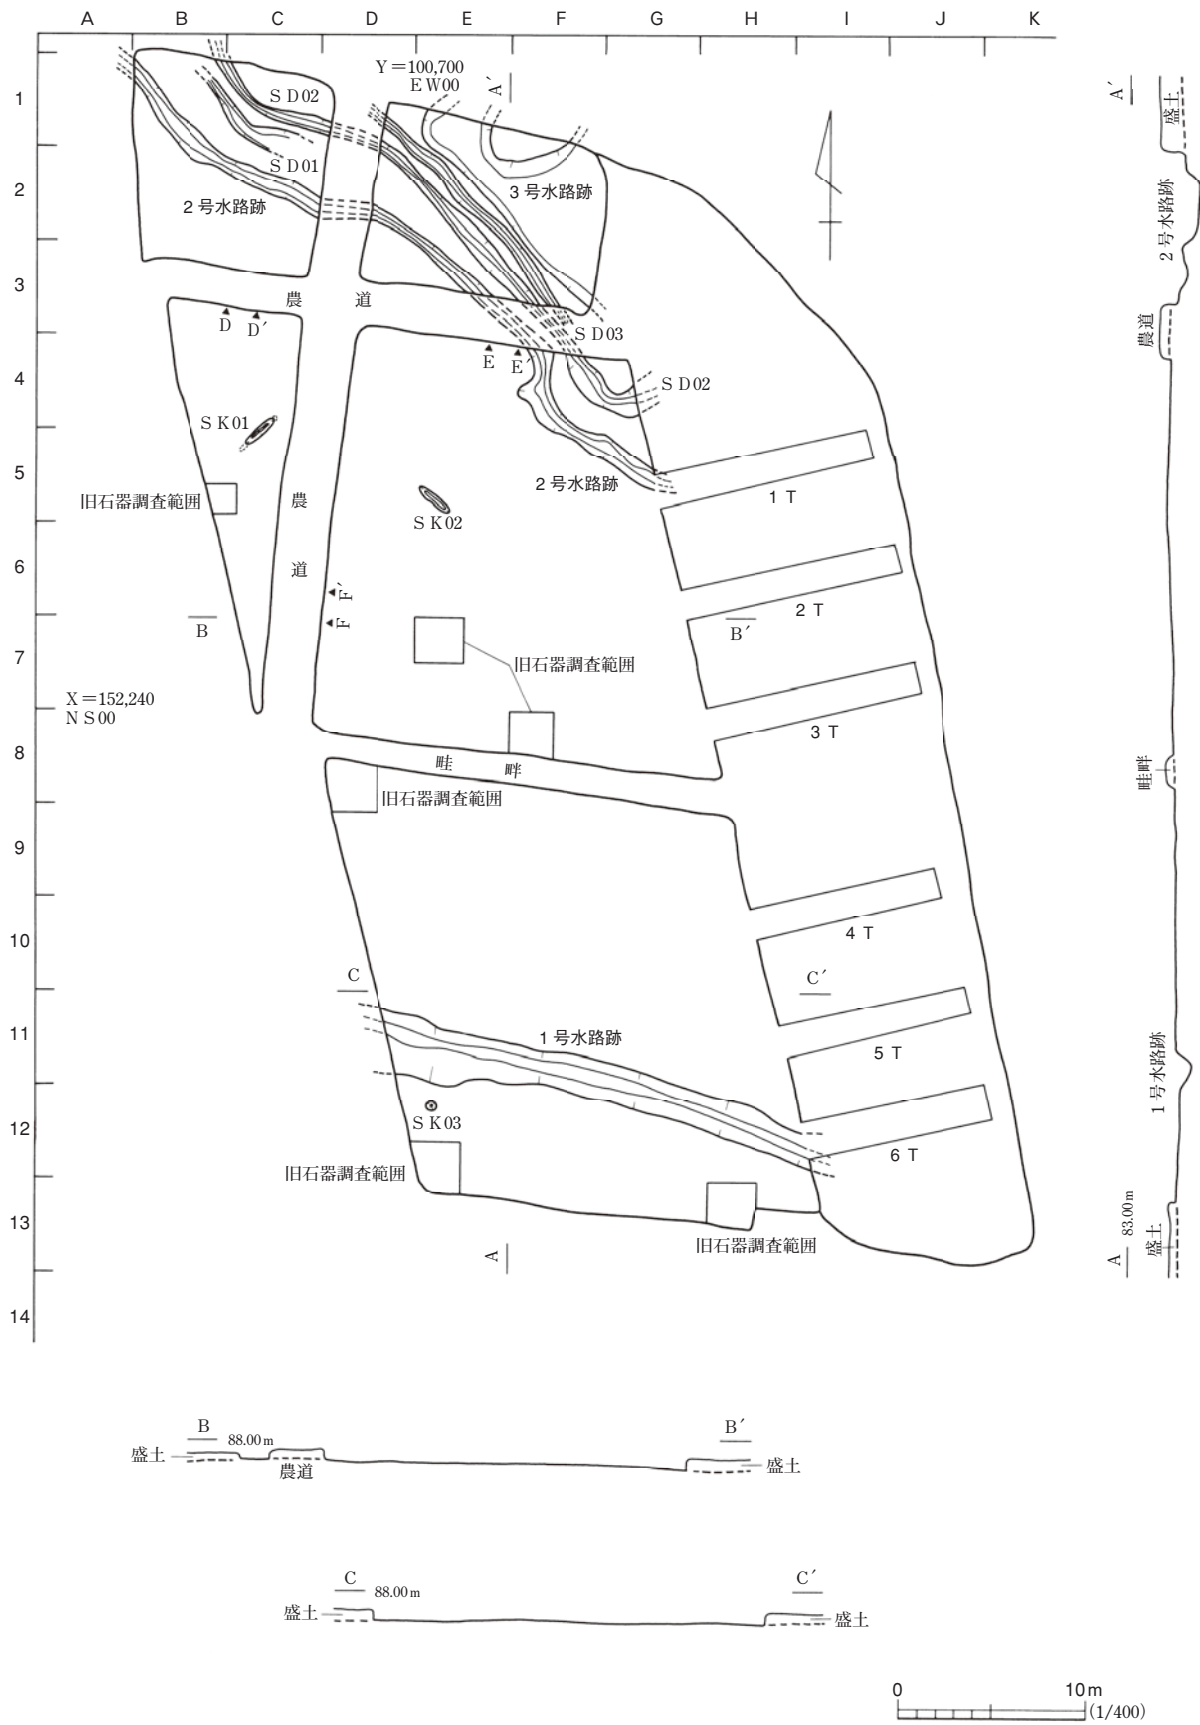 A B C D E F G H I J K
1
2
3
4
5
6
7
8
9
10
11
12
13
14
Y＝100,700
EW00
A′
SD02
SD01
2号水路跡
3号水路跡
農道
D D′
SD03
E E′
SD02
SK01
旧石器調査範囲
農
道
SK02
2号水路跡
1T
F′
F
B
2T
B′
旧石器調査範囲
X＝152,240
NS00
3T
畦畔
旧石器調査範囲
4T
C
C′
1号水路跡
5T
SK03
6T
旧石器調査範囲
旧石器調査範囲
A
A′
盛土
2号水路跡
農道
畦畔
1号水路跡
A 83.00m
盛土
B 88.00m B′
盛土 農道 盛土
C 88.00m C′
盛土 盛土
0 10m
(1/400)